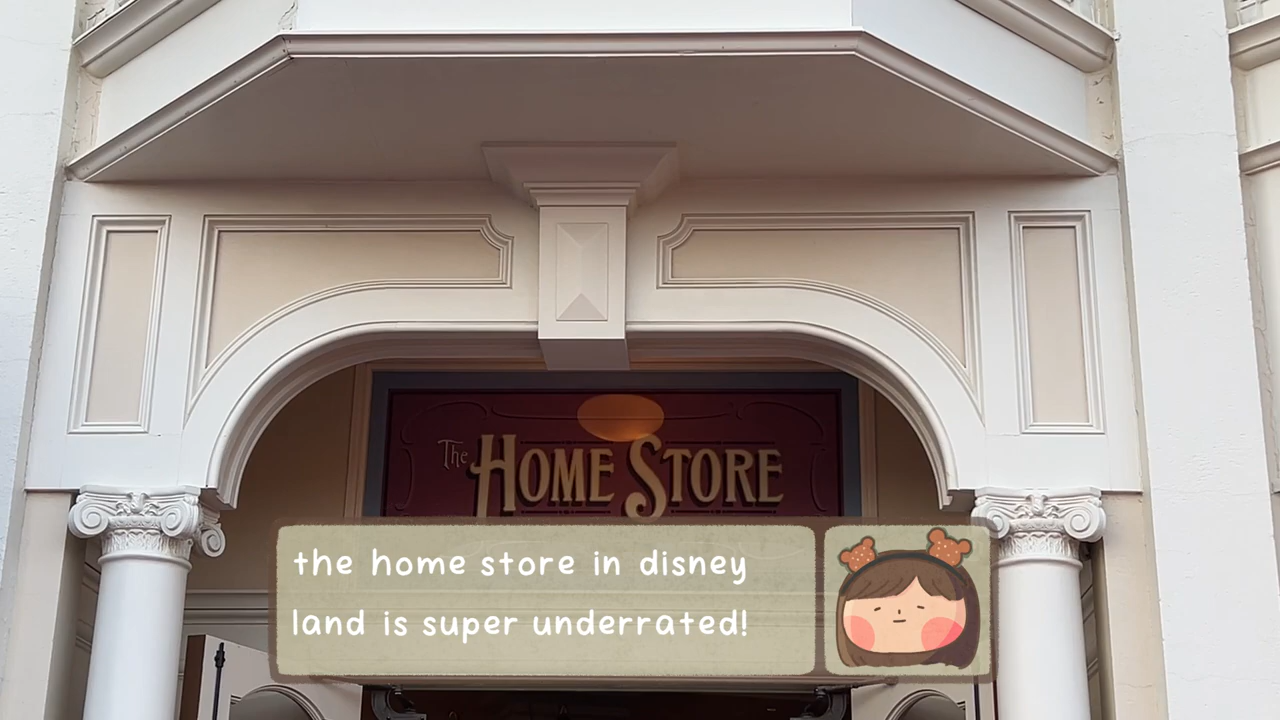 The HOME STORE
the home store in disney
land is super underrated!